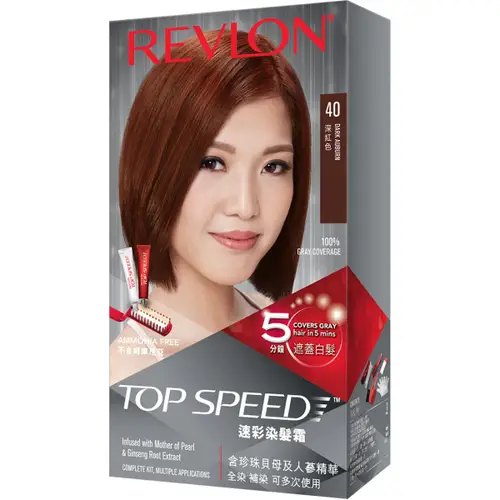 REVLON
40
DARK AUBURN
深紅色
100%
GRAY COVERAGE
AMMONIA FREE
5
分鐘
COVERS GRAY
hair in 5 mins
遮蓋白髮
TOP SPEED™
速彩染髮霜
Infused with Mother of Pearl
& Ginseng Root Extract
COMPLETE KIT, MULTIPLE APPLICATIONS
含珍珠貝母及人蔘精華
全染 補染 可多次使用